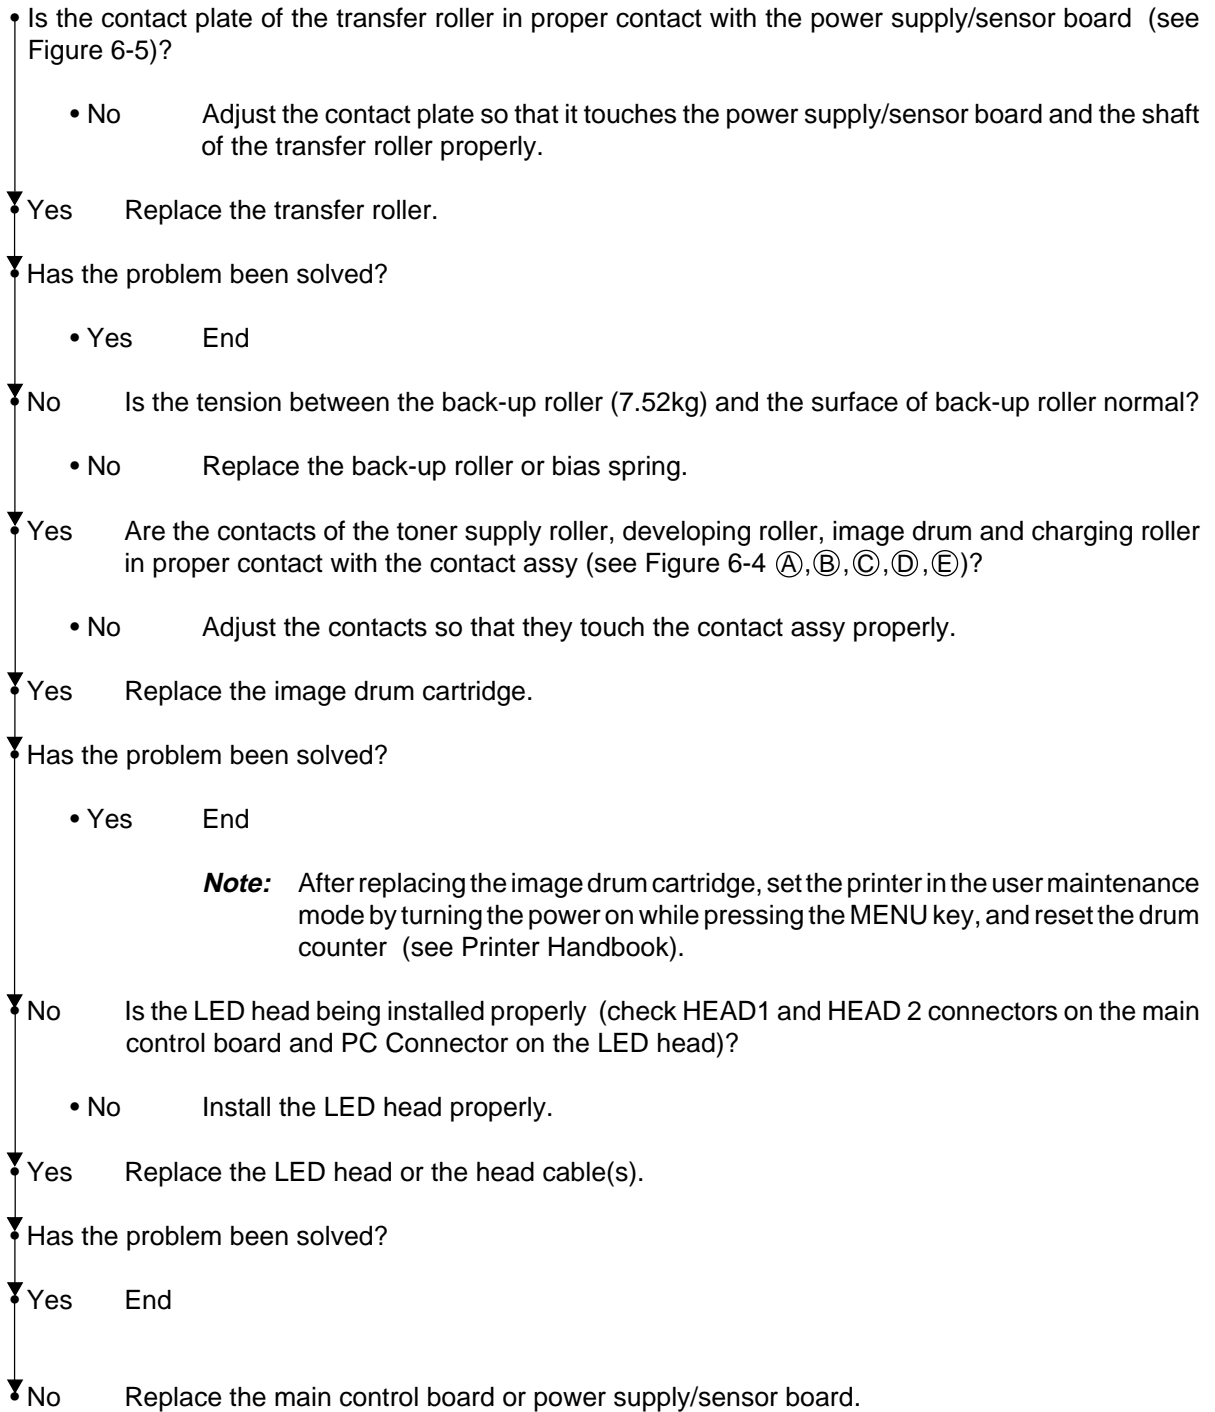 • Is the contact plate of the transfer roller in proper contact with the power supply/sensor board (see
Figure 6-5)?
• No Adjust the contact plate so that it touches the power supply/sensor board and the shaft
of the transfer roller properly.
Yes Replace the transfer roller.
Has the problem been solved?
• Yes End
No Is the tension between the back-up roller (7.52kg) and the surface of back-up roller normal?
• No Replace the back-up roller or bias spring.
Yes Are the contacts of the toner supply roller, developing roller, image drum and charging roller
in proper contact with the contact assy (see Figure 6-4 Ⓐ,Ⓑ,Ⓒ,Ⓓ,Ⓔ)?
• No Adjust the contacts so that they touch the contact assy properly.
Yes Replace the image drum cartridge.
Has the problem been solved?
• Yes End
Note: After replacing the image drum cartridge, set the printer in the user maintenance
mode by turning the power on while pressing the MENU key, and reset the drum
counter (see Printer Handbook).
No Is the LED head being installed properly (check HEAD1 and HEAD 2 connectors on the main
control board and PC Connector on the LED head)?
• No Install the LED head properly.
Yes Replace the LED head or the head cable(s).
Has the problem been solved?
Yes End
No Replace the main control board or power supply/sensor board.